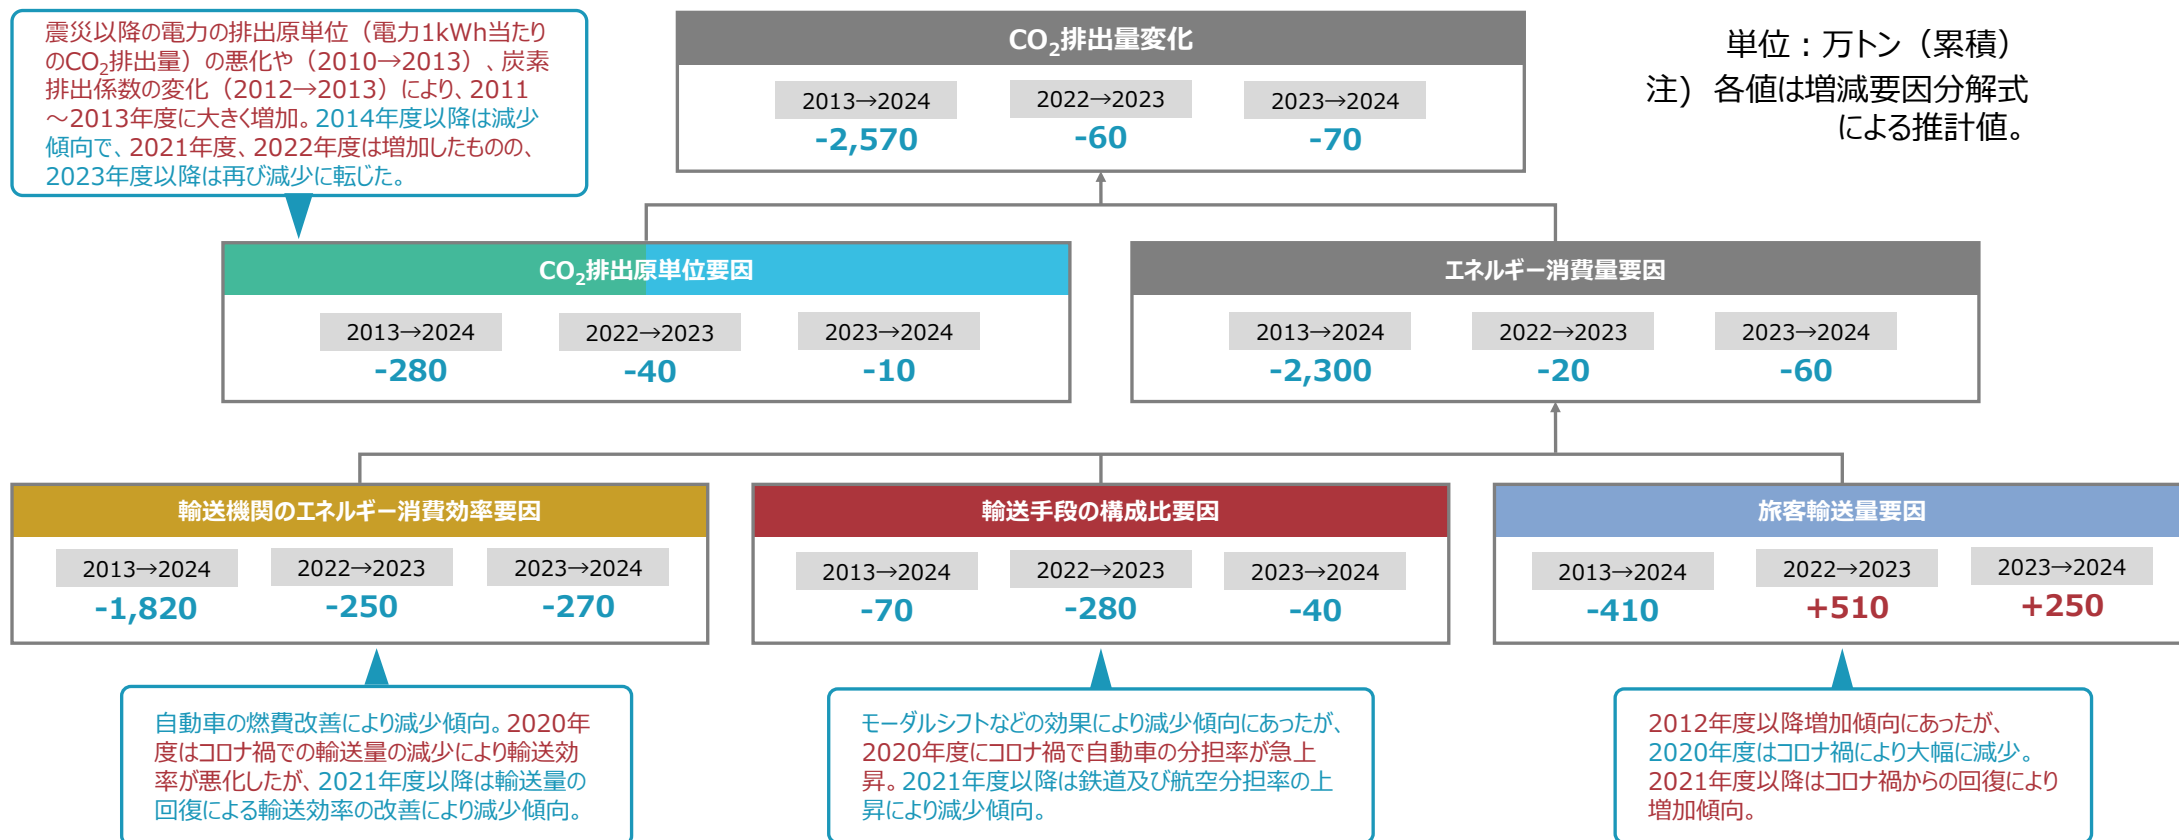 震災以降の電力の排出原単位（電力1kWh当たり
のCO2排出量）の悪化や（2010→2013）、炭素
排出係数の変化（2012→2013）により、2011
～2013年度に大きく増加。2014年度以降は減少
傾向で、2021年度、2022年度は増加したものの、
2023年度以降は再び減少に転じた。
CO2排出量変化
2013→2024 2022→2023 2023→2024
-2,570 -60 -70
単位：万トン（累積）
注）各値は増減要因分解式
による推計値。
CO2排出原単位要因
2013→2024 2022→2023 2023→2024
-280 -40 -10
エネルギー消費量要因
2013→2024 2022→2023 2023→2024
-2,300 -20 -60
輸送機関のエネルギー消費効率要因
2013→2024 2022→2023 2023→2024
-1,820 -250 -270
輸送手段の構成比要因
2013→2024 2022→2023 2023→2024
-70 -280 -40
旅客輸送量要因
2013→2024 2022→2023 2023→2024
-410 +510 +250
自動車の燃費改善により減少傾向。2020年
度はコロナ禍での輸送量の減少により輸送効
率が悪化したが、2021年度以降は輸送量の
回復による輸送効率の改善により減少傾向。
モーダルシフトなどの効果により減少傾向にあったが、
2020年度にコロナ禍で自動車の分担率が急上
昇。2021年度以降は鉄道及び航空分担率の上
昇により減少傾向。
2012年度以降増加傾向にあったが、
2020年度はコロナ禍により大幅に減少。
2021年度以降はコロナ禍からの回復により
増加傾向。